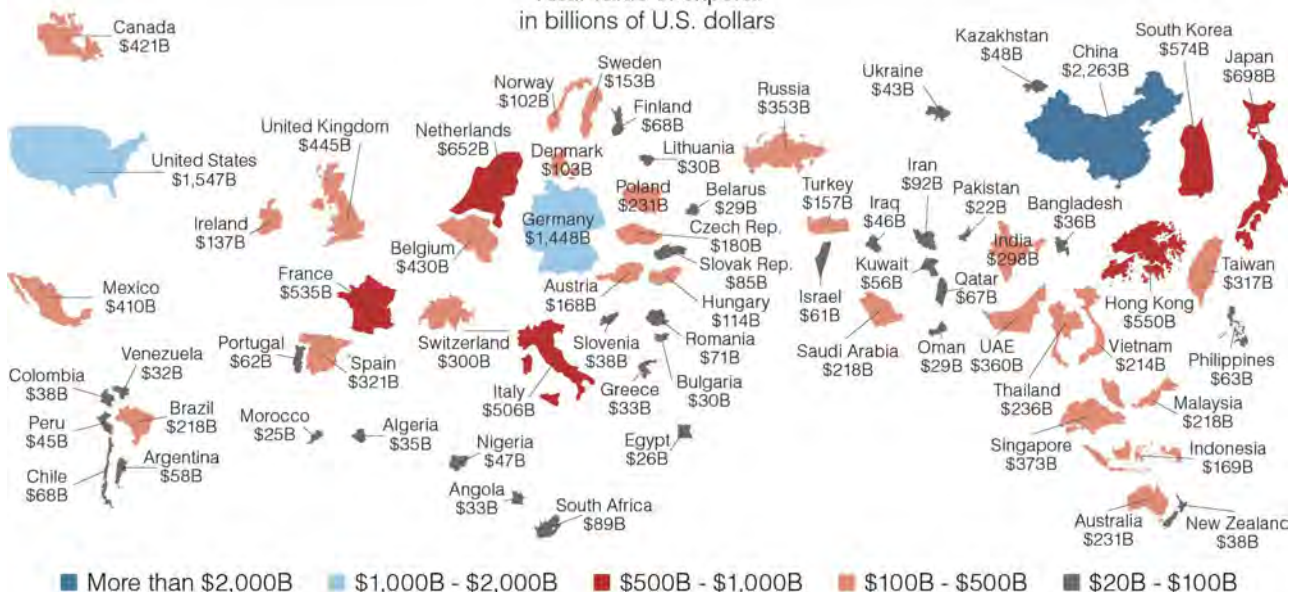 in billions of U.S. dollars
Canada
$421B
United States
$1,547B
Mexico
$410B
United Kingdom
$445B
Ireland
$137B
Norway
$102B
Sweden
$153B
Finland
$68B
Netherlands
$652B
Denmark
$103B
Lithuania
$30B
Poland
$231B
Belarus
$29B
Germany
$1,448B
Czech Rep.
$180B
Belgium
$430B
Slovak Rep.
$85B
France
$535B
Austria
$168B
Hungary
$114B
Portugal
$62B
Spain
$321B
Switzerland
$300B
Italy
$506B
Slovenia
$38B
Romania
$71B
Greece
$33B
Bulgaria
$30B
Russia
$353B
Ukraine
$43B
Kazakhstan
$48B
China
$2,263B
South Korea
$574B
Japan
$698B
Turkey
$157B
Iraq
$46B
Iran
$92B
Pakistan
$22B
Bangladesh
$36B
India
$298B
Kuwait
$56B
Qatar
$67B
Israel
$61B
Saudi Arabia
$218B
Oman
$29B
UAE
$360B
Hong Kong
$550B
Taiwan
$317B
Vietnam
$214B
Thailand
$236B
Philippines
$63B
Malaysia
$218B
Singapore
$373B
Indonesia
$169B
Australia
$231B
New Zealand
$38B
Venezuela
$32B
Colombia
$38B
Peru
$45B
Brazil
$218B
Chile
$68B
Argentina
$58B
Morocco
$25B
Algeria
$35B
Nigeria
$47B
Egypt
$26B
Angola
$33B
South Africa
$89B
More than $2,000B
$1,000B - $2,000B
$500B - $1,000B
$100B - $500B
$20B - $100B